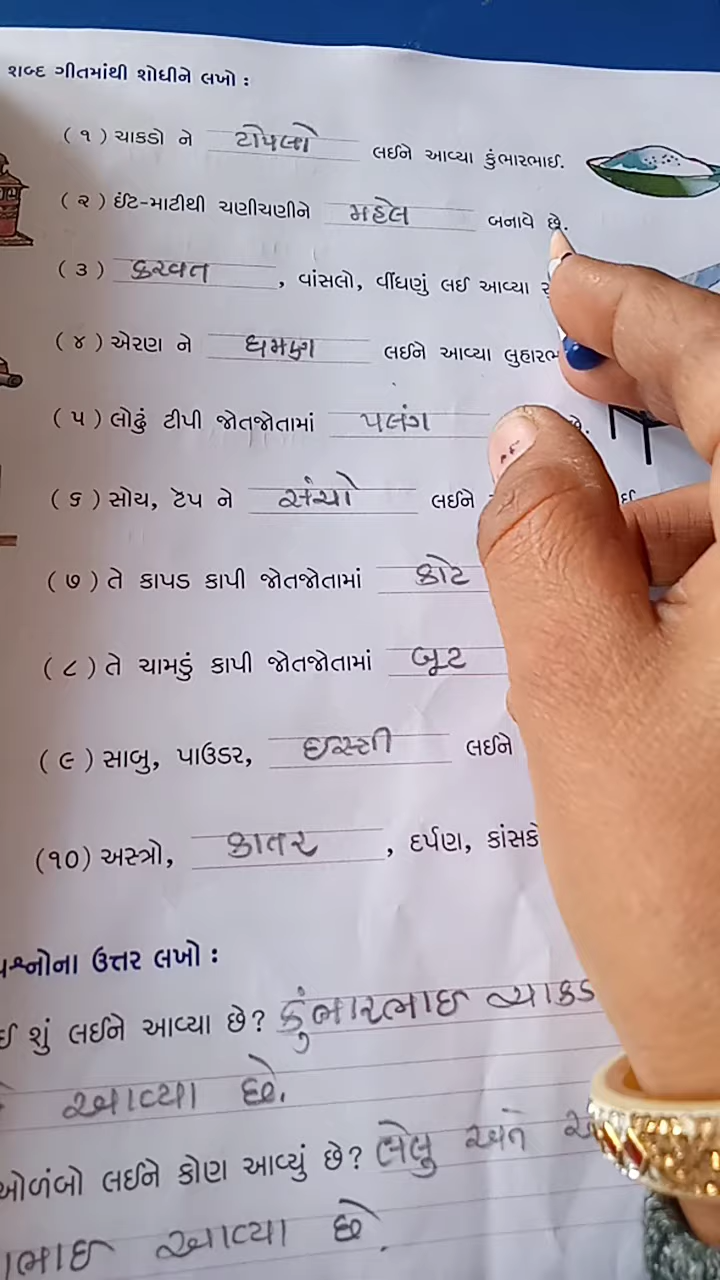 શબ્દ ગીતમાંથી શોધીને લખો :
(૧) ચાકડો ને ટોપલો લઈને આવ્યા કુંભારભાઈ.
(૨) ઈંટ-માટીથી ચણીચણીને મહેલ બનાવે છે.
(૩) કરવત, વાંસલો, વીંધણું લઈ આવ્યા
(૪) એરણ ને ધમણ લઈને આવ્યા લુહારભ
(૫) લોઢું ટીપી જોતજોતામાં પલંગ છે.
(૬) સોય, ટેપ ને સંચો લઈને
(૭) તે કાપડ કાપી જોતજોતામાં કોટ
(૮) તે ચામડું કાપી જોતજોતામાં બૂટ
(૯) સાબુ, પાઉડર, ઇસ્ત્રી લઈને
(૧૦) અસ્ત્રો, કાતર, દર્પણ, કાંસકો
પ્રશ્નોના ઉત્તર લખો :
ઈ શું લઈને આવ્યા છે? કુંભારભાઇ ચાકડ
આવ્યા છે.
ઓળંબો લઈને કોણ આવ્યું છે? લેલુ અને
ાભાઇ આવ્યા છે.